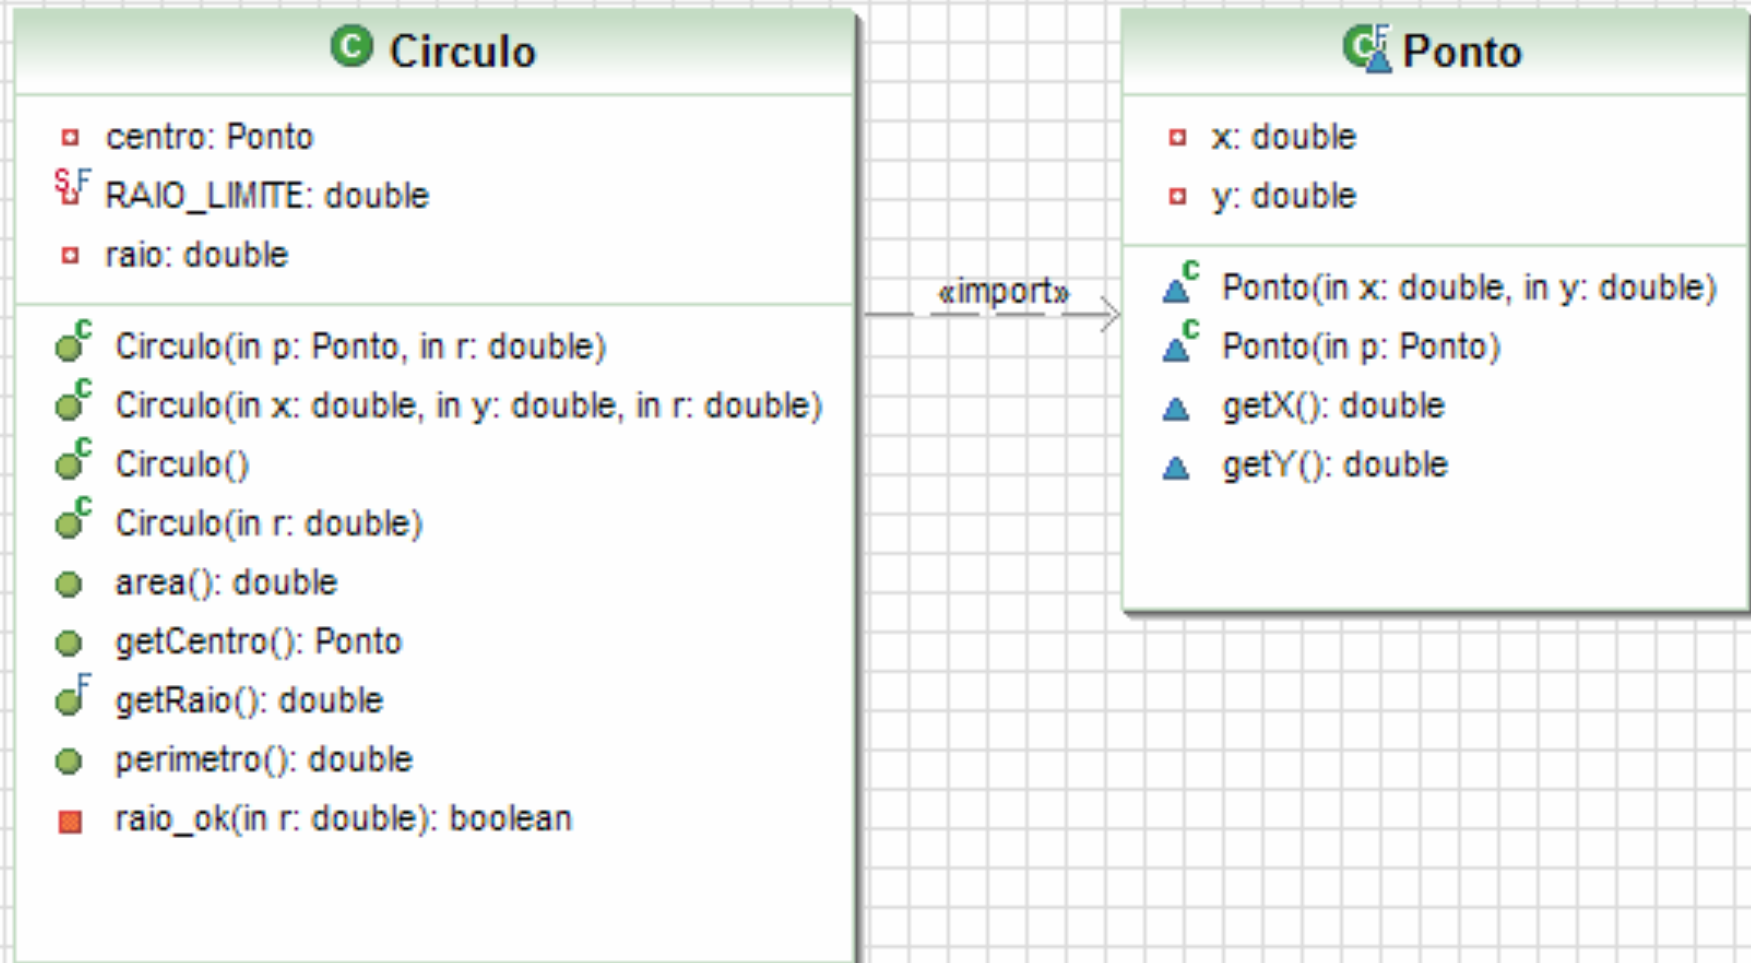 Circulo
centro: Ponto
RAIO_LIMITE: double
raio: double
Circulo(in p: Ponto, in r: double)
Circulo(in x: double, in y: double, in r: double)
Circulo()
Circulo(in r: double)
area(): double
getCentro(): Ponto
getRaio(): double
perimetro(): double
raio_ok(in r: double): boolean
«import»
Ponto
x: double
y: double
Ponto(in x: double, in y: double)
Ponto(in p: Ponto)
getX(): double
getY(): double